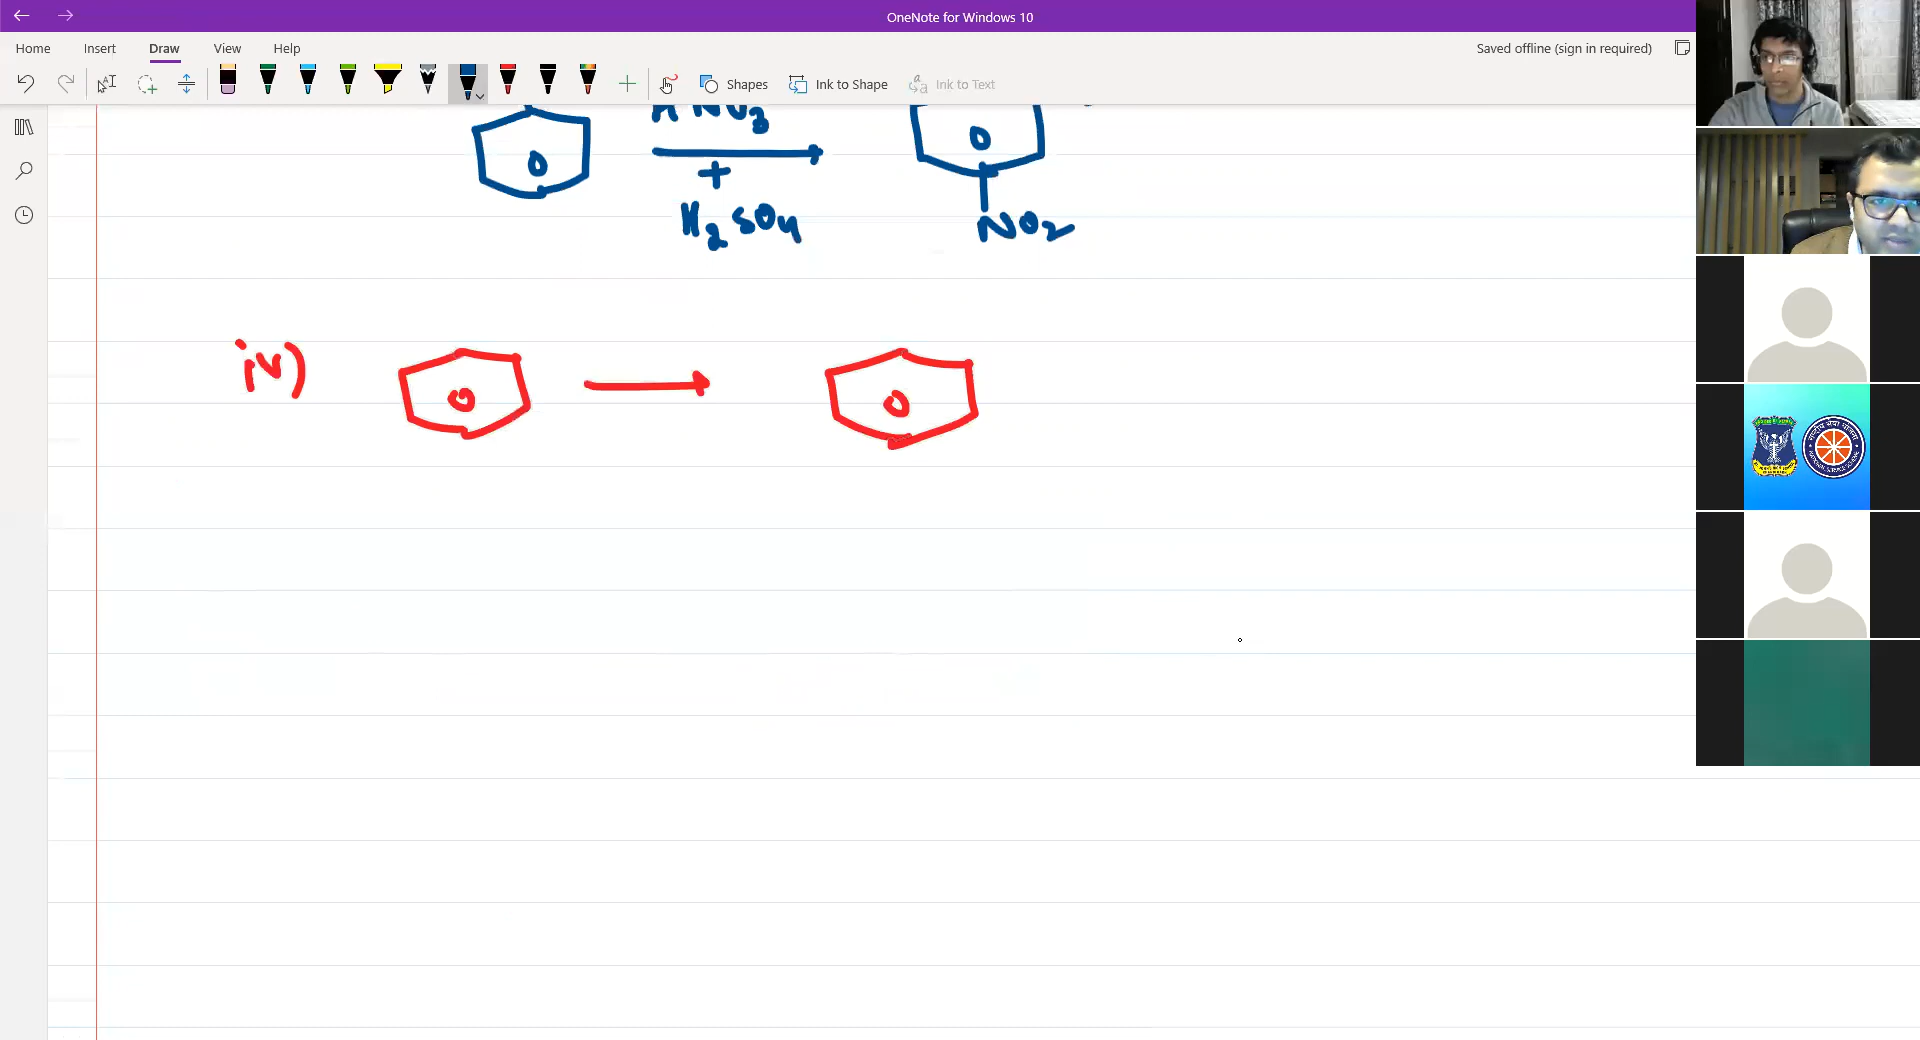 OneNote for Windows 10
Home Insert Draw View Help
Saved offline (sign in required)
Shapes Ink to Shape Ink to Text
HNO3
O O
+
H2SO4 NO2
iv) O O